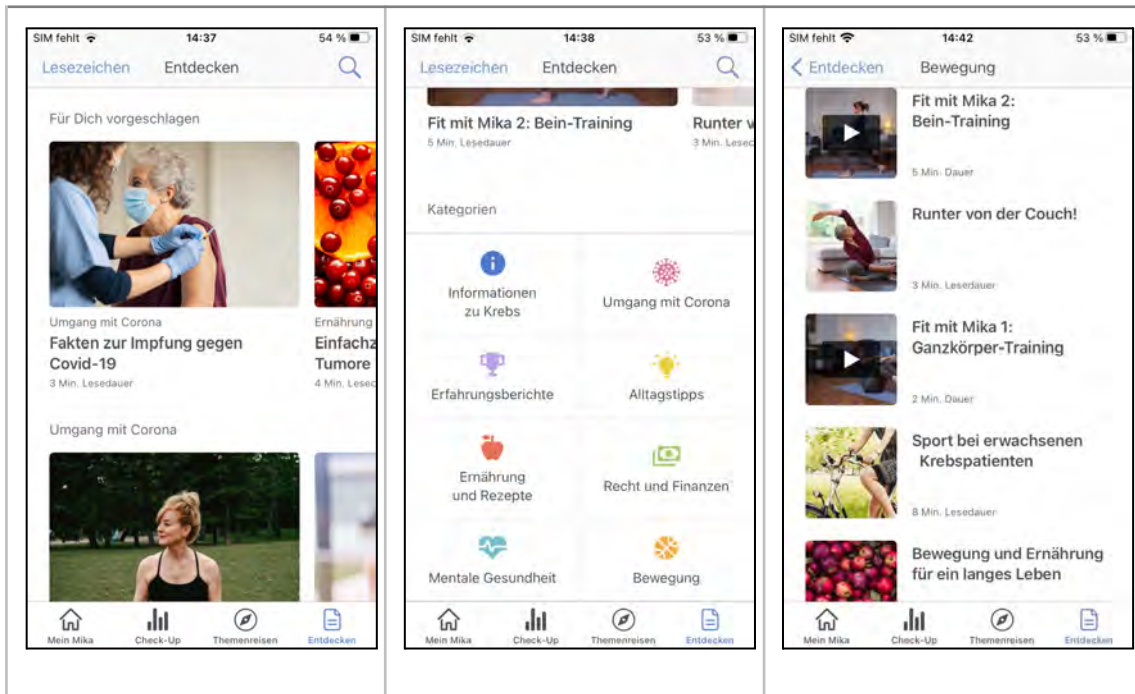 SIM fehlt 14:37 54 %
Lesezeichen Entdecken
Für Dich vorgeschlagen
Umgang mit Corona
Fakten zur Impfung gegen
Covid-19
3 Min. Lesedauer
Ernährung
Einfachz
Tumore
4 Min. Lesec
Umgang mit Corona
Mein Mika Check-Up Themenreisen Entdecken
SIM fehlt 14:38 53 %
Lesezeichen Entdecken
Fit mit Mika 2: Bein-Training
5 Min. Lesedauer
Runter v
3 Min. Lesec
Kategorien
Informationen
zu Krebs
Umgang mit Corona
Erfahrungsberichte
Alltagstipps
Ernährung
und Rezepte
Recht und Finanzen
Mentale Gesundheit
Bewegung
Mein Mika Check-Up Themenreisen Entdecken
SIM fehlt 14:42 53 %
Entdecken Bewegung
Fit mit Mika 2:
Bein-Training
5 Min. Dauer
Runter von der Couch!
3 Min. Lesedauer
Fit mit Mika 1:
Ganzkörper-Training
2 Min. Dauer
Sport bei erwachsenen
Krebspatienten
8 Min. Lesedauer
Bewegung und Ernährung
für ein langes Leben
Mein Mika Check-Up Themenreisen Entdecken